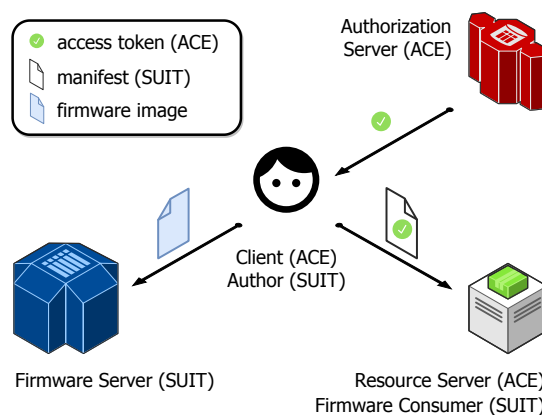 access token (ACE)
manifest (SUIT)
firmware image
Authorization
Server (ACE)
Client (ACE)
Author (SUIT)
Firmware Server (SUIT)
Resource Server (ACE)
Firmware Consumer (SUIT)